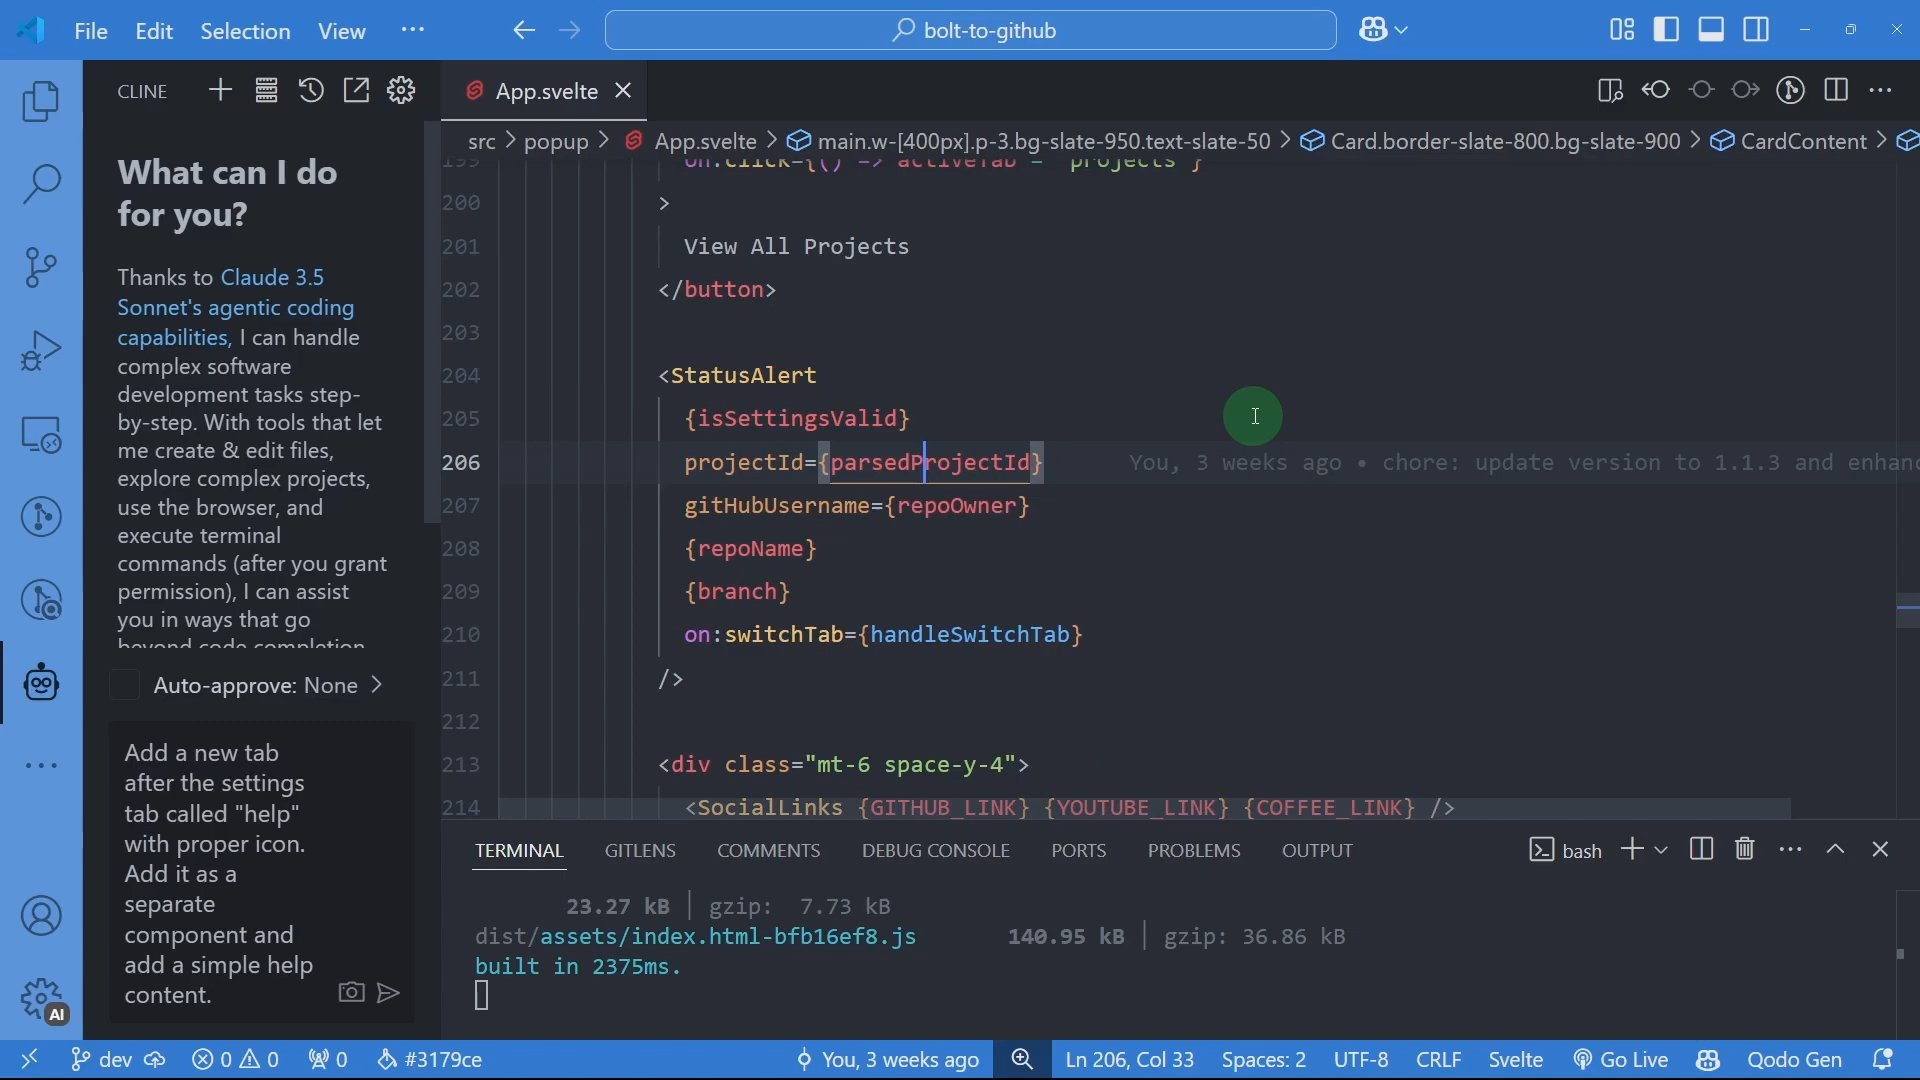 File Edit Selection View ···
bolt-to-github
CLINE
App.svelte
src > popup > App.svelte > main.w-[400px].p-3.bg-slate-950.text-slate-50 > Card.border-slate-800.bg-slate-900 > CardContent >
What can I do
for you?
Thanks to Claude 3.5
Sonnet's agentic coding
capabilities, I can handle
complex software
development tasks step-
by-step. With tools that let
me create & edit files,
explore complex projects,
use the browser, and
execute terminal
commands (after you grant
permission), I can assist
you in ways that go
beyond code completion
Auto-approve: None >
Add a new tab
after the settings
tab called "help"
with proper icon.
Add it as a
separate
component and
add a simple help
content.
199 on:click={() => activeTab = "projects"}
200 >
201 View All Projects
202 </button>
203
204 <StatusAlert
205 {isSettingsValid}
206 projectId={parsedProjectId} You, 3 weeks ago • chore: update version to 1.1.3 and enhanc
207 gitHubUsername={repoOwner}
208 {repoName}
209 {branch}
210 on:switchTab={handleSwitchTab}
211 />
212
213 <div class="mt-6 space-y-4">
214 <SocialLinks {GITHUB_LINK} {YOUTUBE_LINK} {COFFEE_LINK} />
TERMINAL GITLENS COMMENTS DEBUG CONSOLE PORTS PROBLEMS OUTPUT bash
23.27 kB │ gzip: 7.73 kB
dist/assets/index.html-bfb16ef8.js 140.95 kB │ gzip: 36.86 kB
built in 2375ms.
AI
dev 0 0 0 #3179ce You, 3 weeks ago Ln 206, Col 33 Spaces: 2 UTF-8 CRLF Svelte Go Live Qodo Gen